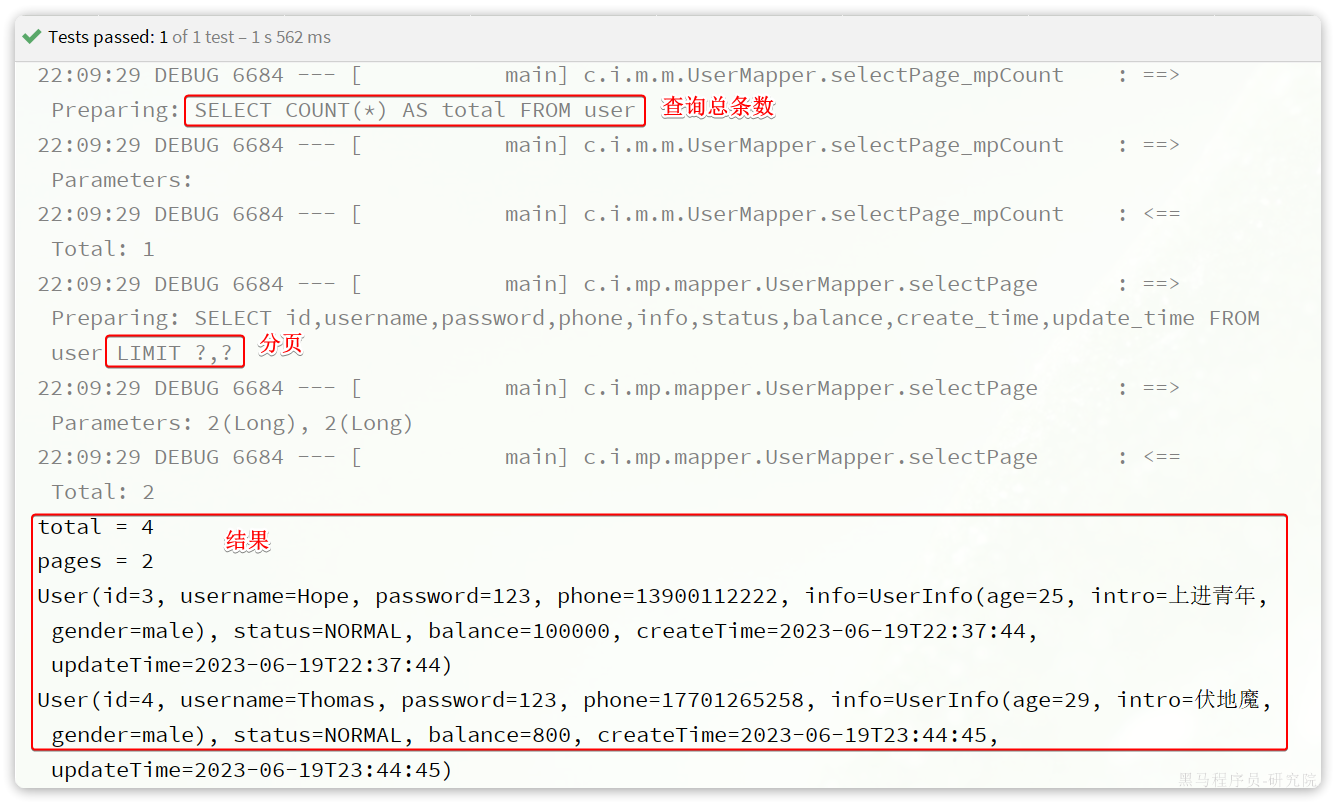 Tests passed: 1 of 1 test – 1 s 562 ms
22:09:29 DEBUG 6684 --- [           main] c.i.m.m.UserMapper.selectPage_mpCount    : ==>
Preparing: SELECT COUNT(*) AS total FROM user 查询总条数
22:09:29 DEBUG 6684 --- [           main] c.i.m.m.UserMapper.selectPage_mpCount    : ==>
Parameters:
22:09:29 DEBUG 6684 --- [           main] c.i.m.m.UserMapper.selectPage_mpCount    : <==
Total: 1
22:09:29 DEBUG 6684 --- [           main] c.i.mp.mapper.UserMapper.selectPage      : ==>
Preparing: SELECT id,username,password,phone,info,status,balance,create_time,update_time FROM
user LIMIT ?,? 分页
22:09:29 DEBUG 6684 --- [           main] c.i.mp.mapper.UserMapper.selectPage      : ==>
Parameters: 2(Long), 2(Long)
22:09:29 DEBUG 6684 --- [           main] c.i.mp.mapper.UserMapper.selectPage      : <==
Total: 2
total = 4
结果
pages = 2
User(id=3, username=Hope, password=123, phone=13900112222, info=UserInfo(age=25, intro=上进青年,
gender=male), status=NORMAL, balance=100000, createTime=2023-06-19T22:37:44,
updateTime=2023-06-19T22:37:44)
User(id=4, username=Thomas, password=123, phone=17701265258, info=UserInfo(age=29, intro=伏地魔,
gender=male), status=NORMAL, balance=800, createTime=2023-06-19T23:44:45,
updateTime=2023-06-19T23:44:45)
黑马程序员-研究院